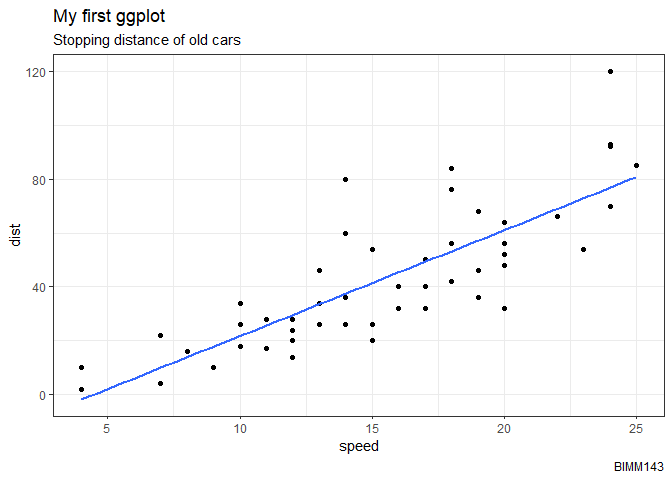 My first ggplot
Stopping distance of old cars
120
80
40
0
dist
5 10 15 20 25
speed
BIMM143